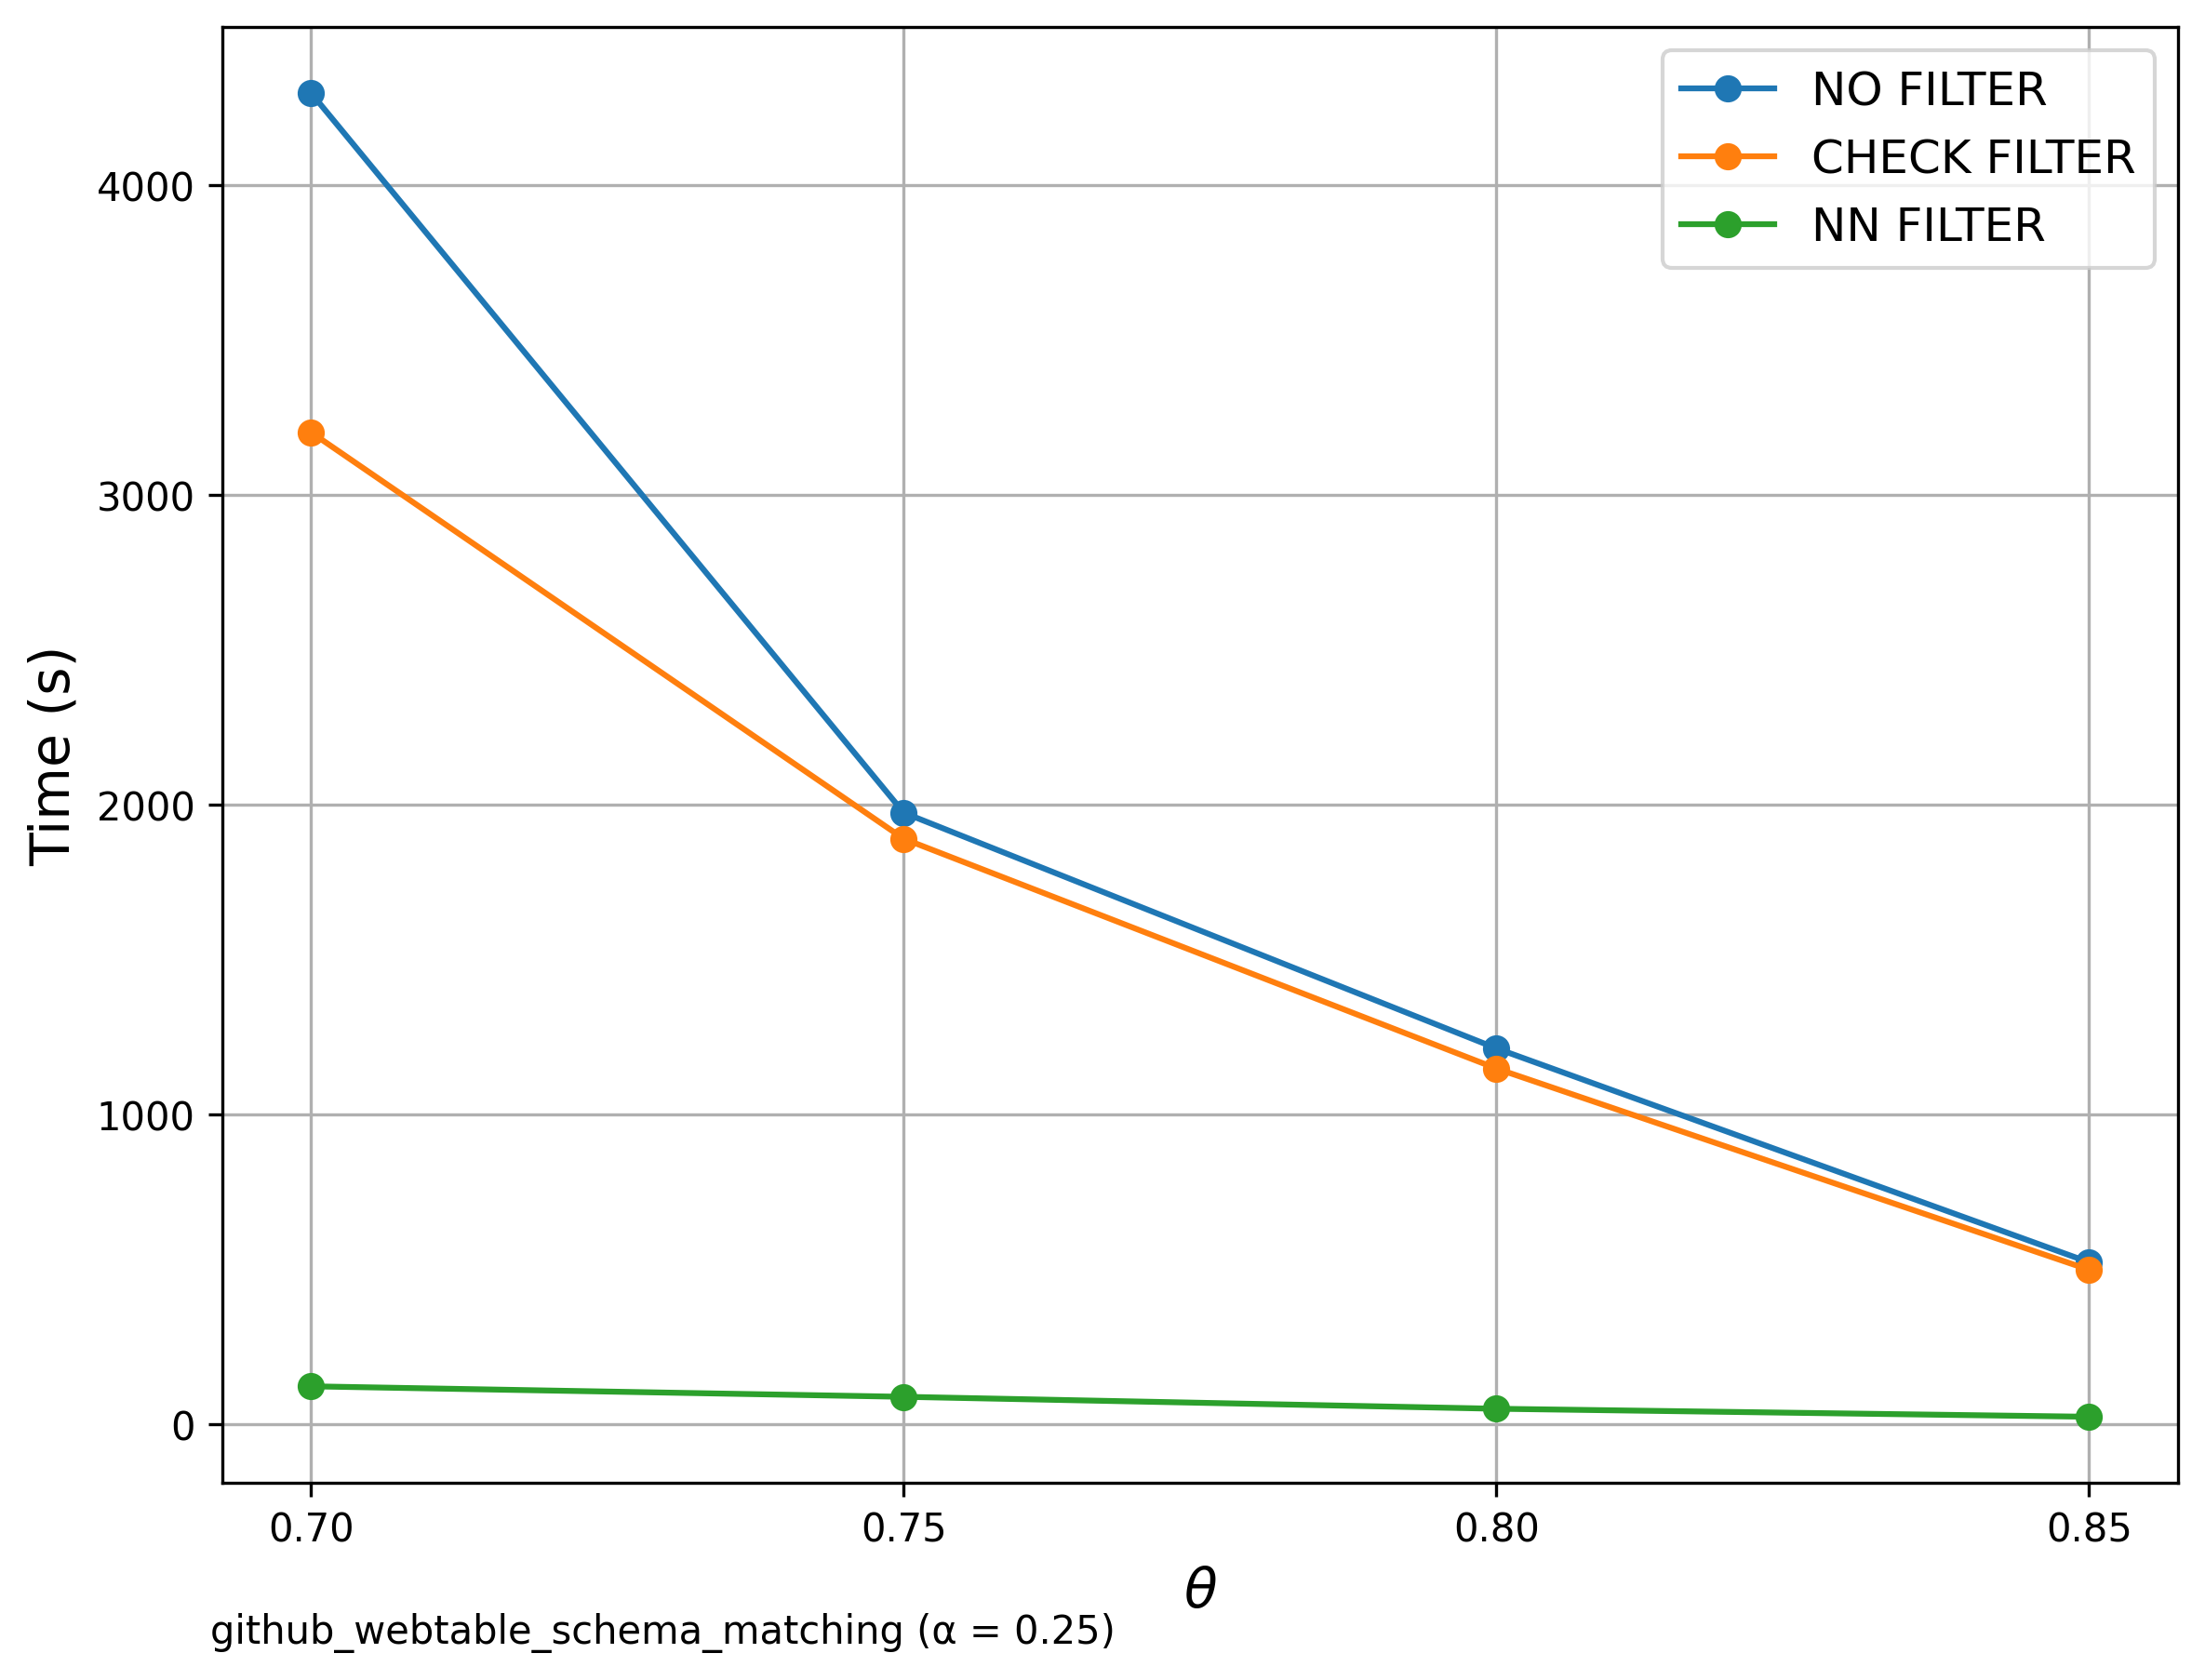 NO FILTER
CHECK FILTER
NN FILTER
Time (s)
4000
3000
2000
1000
0
0.70 0.75 0.80 0.85
θ
github_webtable_schema_matching (α = 0.25)